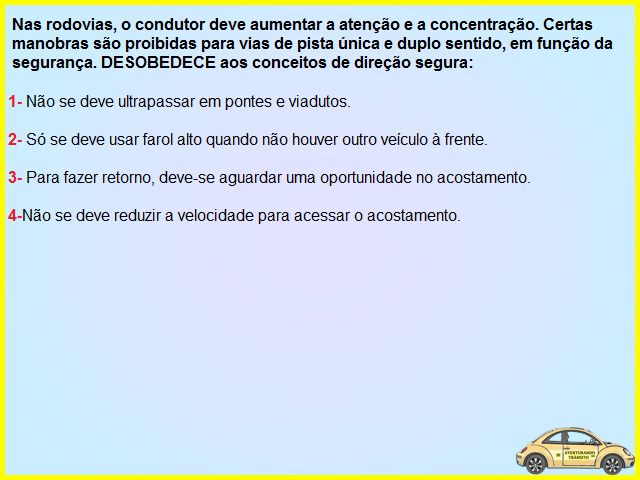 Nas rodovias, o condutor deve aumentar a atenção e a concentração. Certas
manobras são proibidas para vias de pista única e duplo sentido, em função da
segurança. DESOBEDECE aos conceitos de direção segura:
1- Não se deve ultrapassar em pontes e viadutos.
2- Só se deve usar farol alto quando não houver outro veículo à frente.
3- Para fazer retorno, deve-se aguardar uma oportunidade no acostamento.
4-Não se deve reduzir a velocidade para acessar o acostamento.
AVENTURANDO
TRÂNSITO